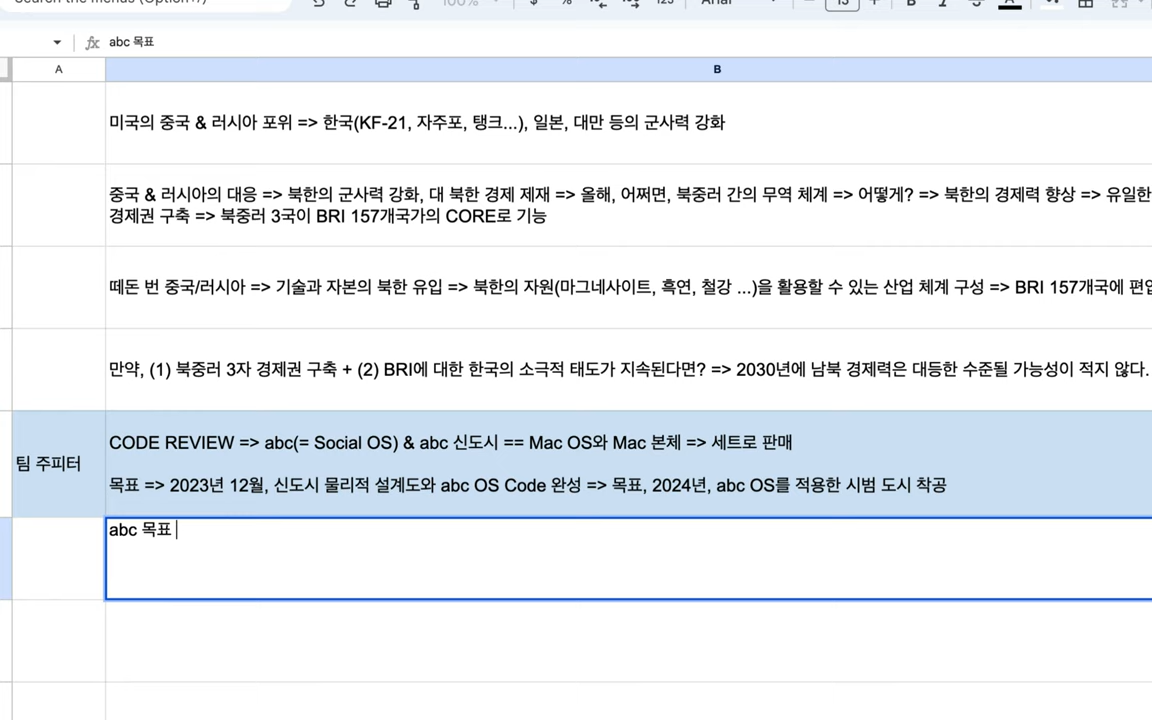 Search the menus (Option+/)
100%
$
%
123
Arial
13
B
A
fx abc 목표
A
B
미국의 중국 & 러시아 포위 => 한국(KF-21, 자주포, 탱크...), 일본, 대만 등의 군사력 강화
중국 & 러시아의 대응 => 북한의 군사력 강화, 대 북한 경제 제재 => 올해, 어쩌면, 북중러 간의 무역 체계 => 어떻게? => 북한의 경제력 향상 => 유일한
경제권 구축 => 북중러 3국이 BRI 157개국가의 CORE로 기능
떼돈 번 중국/러시아 => 기술과 자본의 북한 유입 => 북한의 자원(마그네사이트, 흑연, 철강 ...)을 활용할 수 있는 산업 체계 구성 => BRI 157개국에 편입
만약, (1) 북중러 3자 경제권 구축 + (2) BRI에 대한 한국의 소극적 태도가 지속된다면? => 2030년에 남북 경제력은 대등한 수준될 가능성이 적지 않다.
CODE REVIEW => abc(= Social OS) & abc 신도시 == Mac OS와 Mac 본체 => 세트로 판매
팀 주피터
목표 => 2023년 12월, 신도시 물리적 설계도와 abc OS Code 완성 => 목표, 2024년, abc OS를 적용한 시범 도시 착공
abc 목표